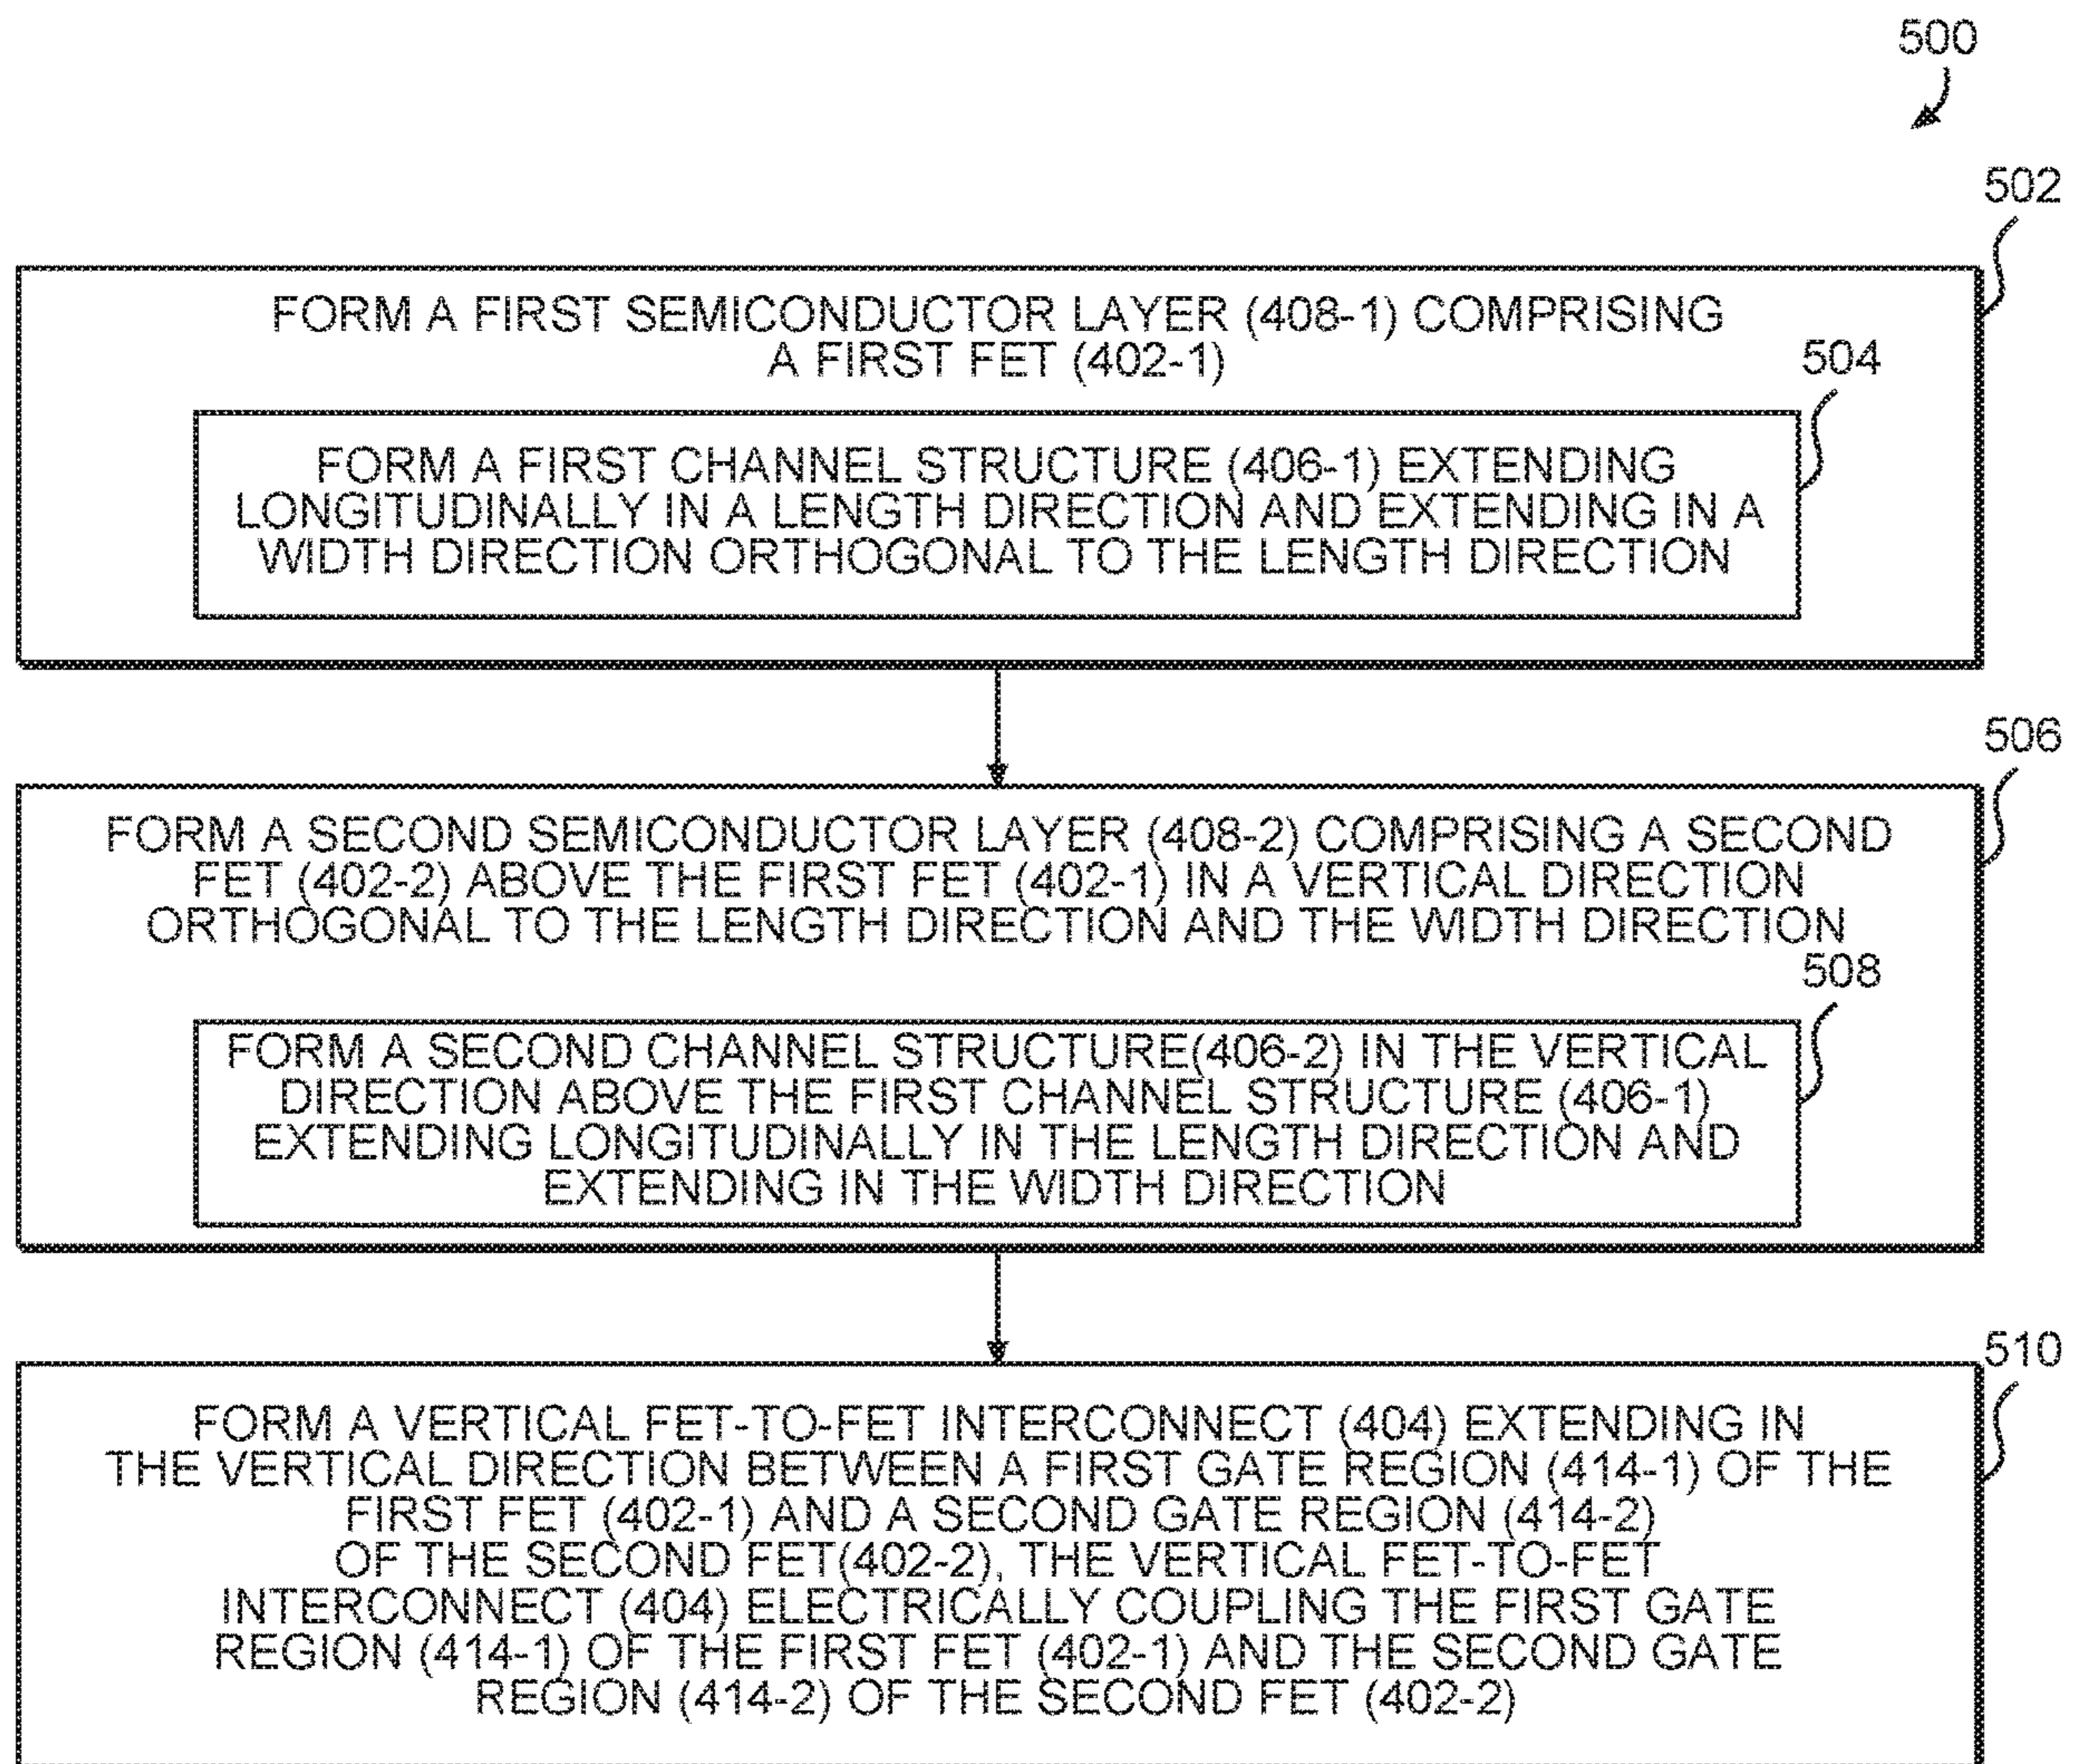 500
502
FORM A FIRST SEMICONDUCTOR LAYER (408-1) COMPRISING
A FIRST FET (402-1)
504
FORM A FIRST CHANNEL STRUCTURE (406-1) EXTENDING
LONGITUDINALLY IN A LENGTH DIRECTION AND EXTENDING IN A
WIDTH DIRECTION ORTHOGONAL TO THE LENGTH DIRECTION
506
FORM A SECOND SEMICONDUCTOR LAYER (408-2) COMPRISING A SECOND
FET (402-2) ABOVE THE FIRST FET (402-1) IN A VERTICAL DIRECTION
ORTHOGONAL TO THE LENGTH DIRECTION AND THE WIDTH DIRECTION
508
FORM A SECOND CHANNEL STRUCTURE(406-2) IN THE VERTICAL
DIRECTION ABOVE THE FIRST CHANNEL STRUCTURE (406-1)
EXTENDING LONGITUDINALLY IN THE LENGTH DIRECTION AND
EXTENDING IN THE WIDTH DIRECTION
510
FORM A VERTICAL FET-TO-FET INTERCONNECT (404) EXTENDING IN
THE VERTICAL DIRECTION BETWEEN A FIRST GATE REGION (414-1) OF THE
FIRST FET (402-1) AND A SECOND GATE REGION (414-2)
OF THE SECOND FET(402-2), THE VERTICAL FET-TO-FET
INTERCONNECT (404) ELECTRICALLY COUPLING THE FIRST GATE
REGION (414-1) OF THE FIRST FET (402-1) AND THE SECOND GATE
REGION (414-2) OF THE SECOND FET (402-2)